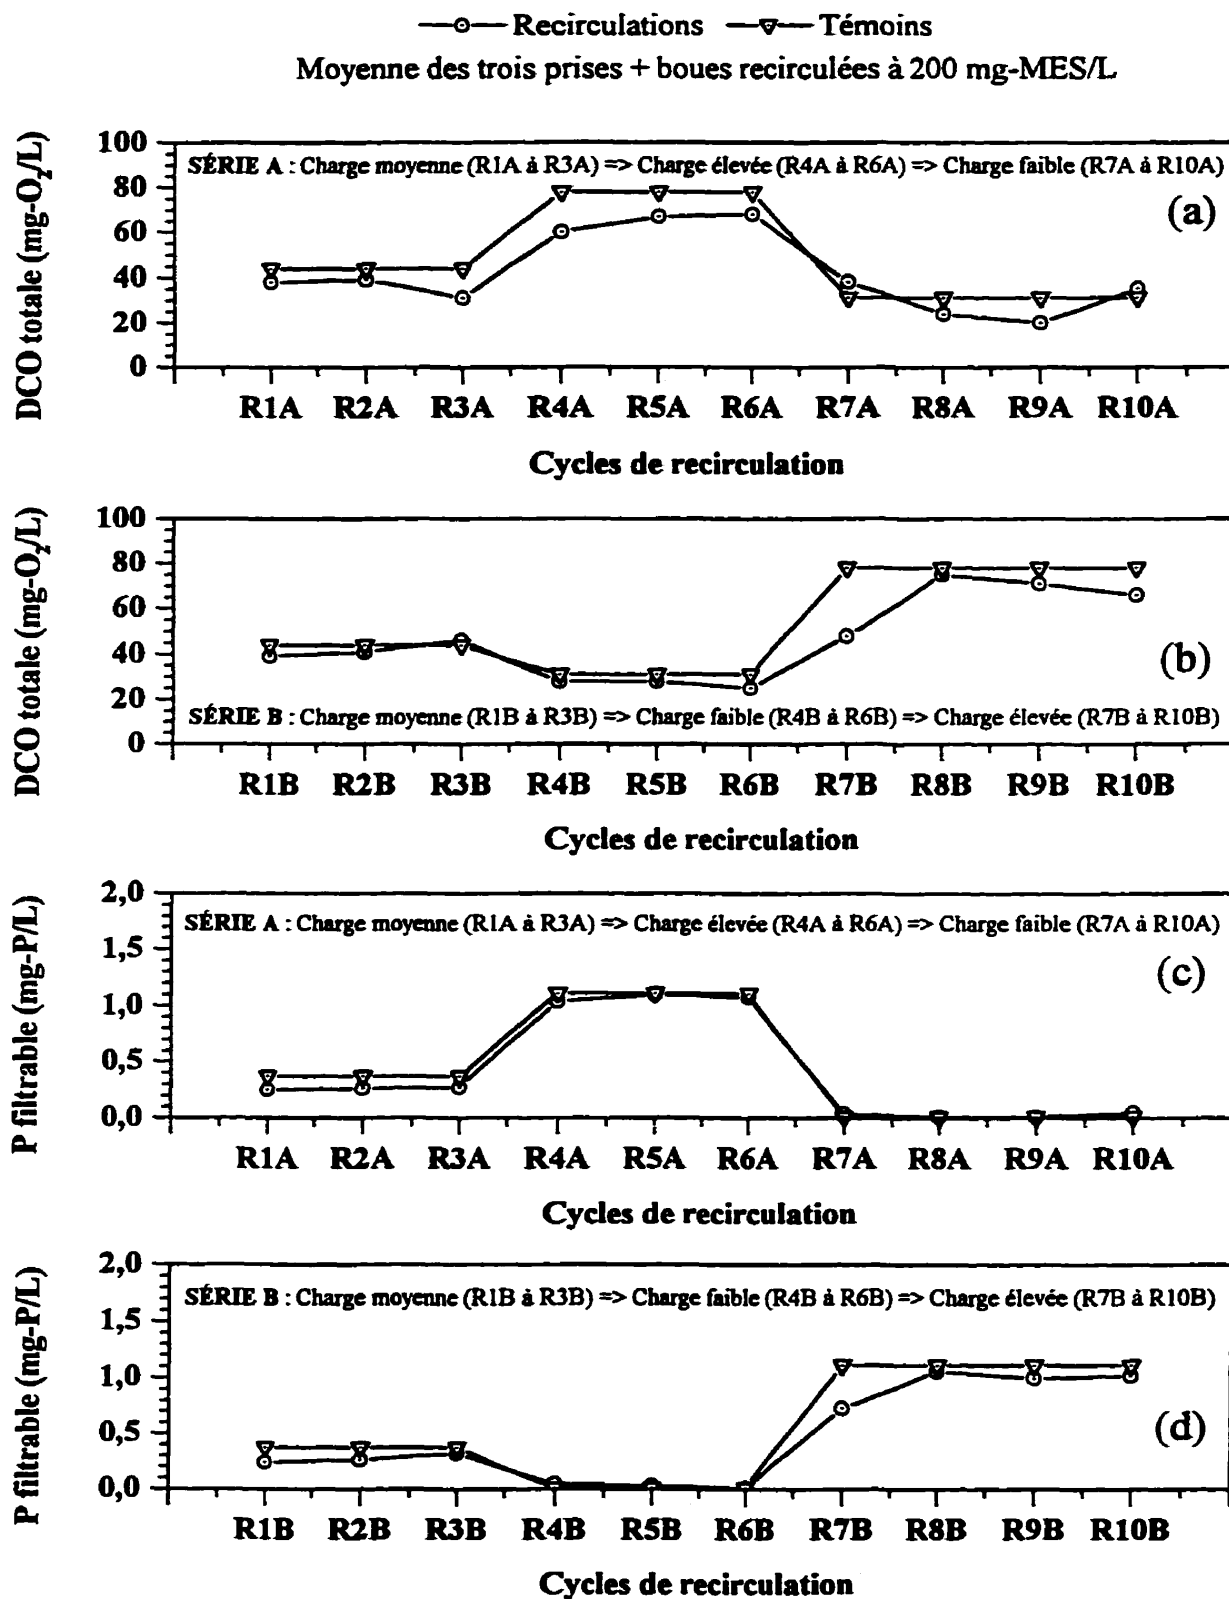 Recirculations Témoins
Moyenne des trois prises + boues recirculées à 200 mg-MES/L
DCO totale (mg-O₂/L)
100
80
60
40
20
0
SÉRIE A : Charge moyenne (R1A à R3A) => Charge élevée (R4A à R6A) => Charge faible (R7A à R10A)
(a)
R1A R2A R3A R4A R5A R6A R7A R8A R9A R10A
Cycles de recirculation
DCO totale (mg-O₂/L)
100
80
60
40
20
0
(b)
SÉRIE B : Charge moyenne (R1B à R3B) => Charge faible (R4B à R6B) => Charge élevée (R7B à R10B)
R1B R2B R3B R4B R5B R6B R7B R8B R9B R10B
Cycles de recirculation
P filtrable (mg-P/L)
2,0
1,5
1,0
0,5
0,0
SÉRIE A : Charge moyenne (R1A à R3A) => Charge élevée (R4A à R6A) => Charge faible (R7A à R10A)
(c)
R1A R2A R3A R4A R5A R6A R7A R8A R9A R10A
Cycles de recirculation
P filtrable (mg-P/L)
2,0
1,5
1,0
0,5
0,0
SÉRIE B : Charge moyenne (R1B à R3B) => Charge faible (R4B à R6B) => Charge élevée (R7B à R10B)
(d)
R1B R2B R3B R4B R5B R6B R7B R8B R9B R10B
Cycles de recirculation